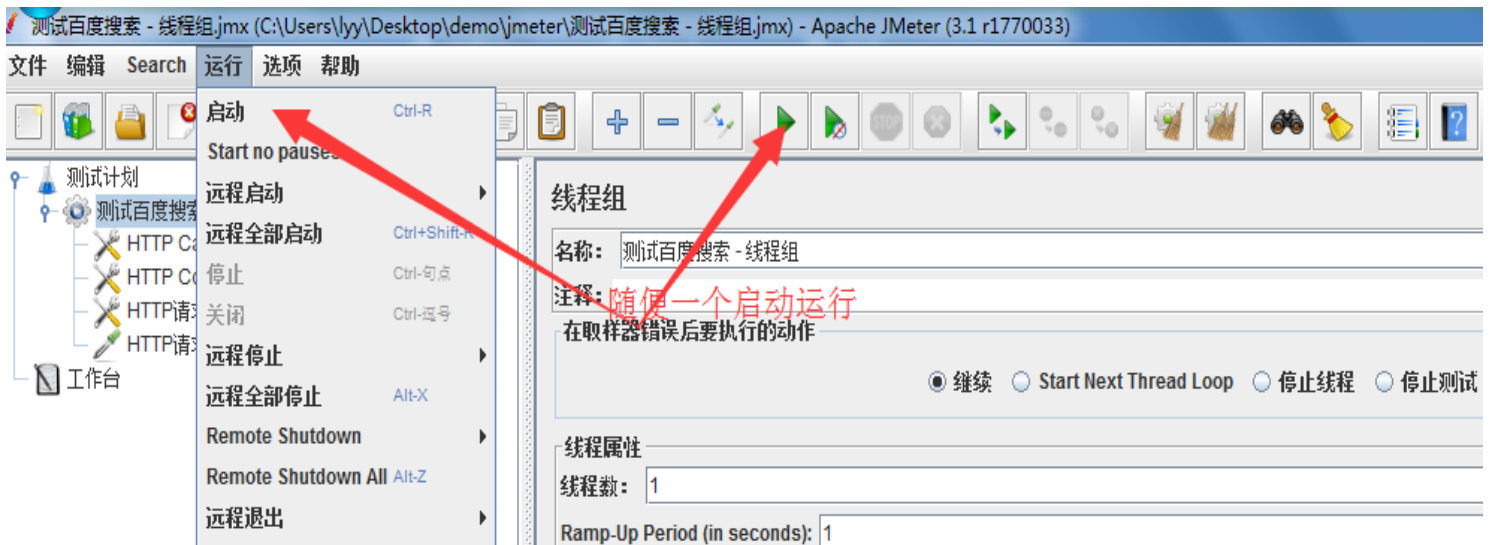 测试百度搜索 - 线程组.jmx (C:\Users\lyy\Desktop\demo\jmeter\测试百度搜索 - 线程组.jmx) - Apache JMeter (3.1 r1770033)
文件 编辑 Search 运行 选项 帮助
STOP
启动 Ctrl-R
Start no pauses
远程启动
远程全部启动 Ctrl+Shift-R
停止 Ctrl-句点
关闭 Ctrl-逗号
远程停止
远程全部停止 Alt-X
Remote Shutdown
Remote Shutdown All Alt-Z
远程退出
测试计划
测试百度搜索
HTTP Ca
HTTP Co
HTTP请求
HTTP请求
工作台
线程组
名称: 测试百度搜索 - 线程组
注释:
随便一个启动运行
在取样器错误后要执行的动作
继续 Start Next Thread Loop 停止线程 停止测试
线程属性
线程数: 1
Ramp-Up Period (in seconds): 1